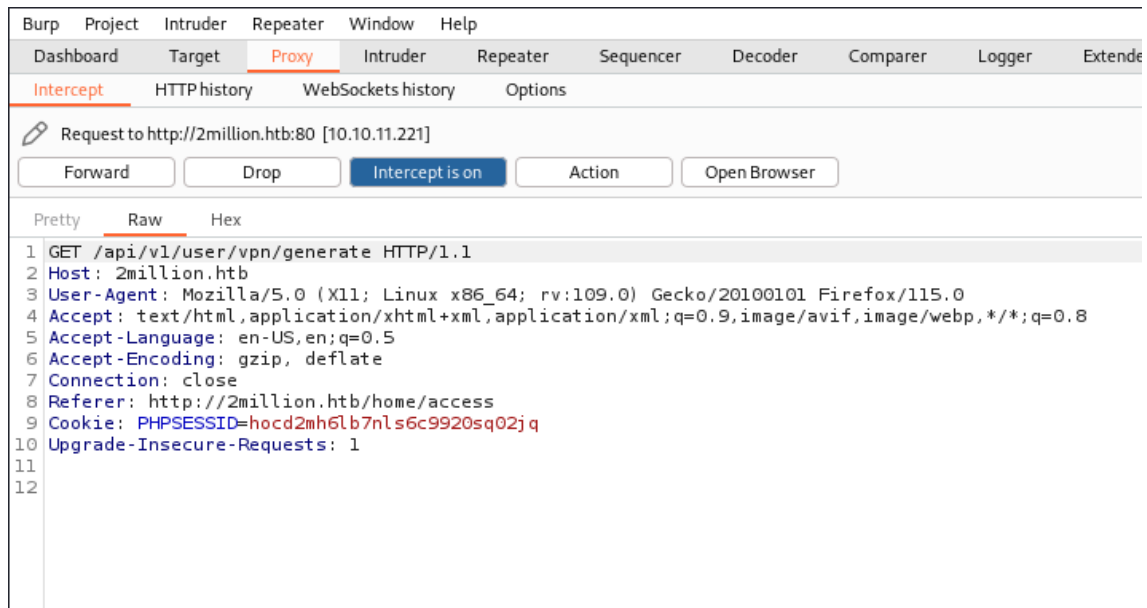 Burp Project Intruder Repeater Window Help
Dashboard Target Proxy Intruder Repeater Sequencer Decoder Comparer Logger Extende
Intercept HTTP history WebSockets history Options
Request to http://2million.htb:80 [10.10.11.221]
Forward Drop Intercept is on Action Open Browser
Pretty Raw Hex
1 GET /api/v1/user/vpn/generate HTTP/1.1
2 Host: 2million.htb
3 User-Agent: Mozilla/5.0 (X11; Linux x86_64; rv:109.0) Gecko/20100101 Firefox/115.0
4 Accept: text/html,application/xhtml+xml,application/xml;q=0.9,image/avif,image/webp,*/*;q=0.8
5 Accept-Language: en-US,en;q=0.5
6 Accept-Encoding: gzip, deflate
7 Connection: close
8 Referer: http://2million.htb/home/access
9 Cookie: PHPSESSID=hocd2mh6lb7nls6c9920sq02jq
10 Upgrade-Insecure-Requests: 1
11
12